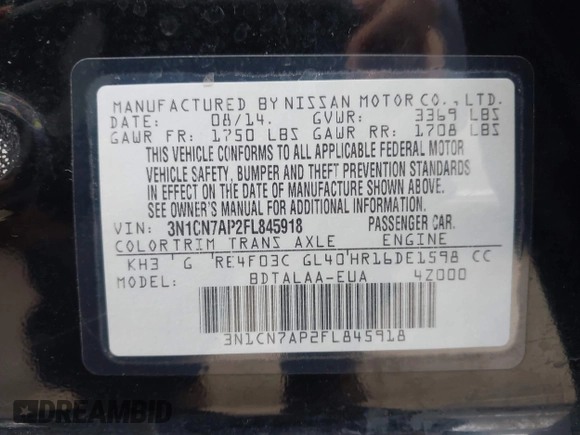 MANUFACTURED BY NISSAN MOTOR CO., LTD.
DATE: 08/14. GVWR: 3369 LBS
GAWR FR: 1750 LBS GAWR RR: 1708 LBS
THIS VEHICLE CONFORMS TO ALL APPLICABLE FEDERAL MOTOR
VEHICLE SAFETY, BUMPER AND THEFT PREVENTION STANDARDS
IN EFFECT ON THE DATE OF MANUFACTURE SHOWN ABOVE.
SEE OWNER'S MANUAL FOR ADDITIONAL INFORMATION.
VIN: 3N1CN7AP2FL845918 PASSENGER CAR.
COLOR TRIM TRANS AXLE ENGINE
KH3 G RE4F03C GL40 HR16DE1598 CC
MODEL: BDTALAA-EUA 4Z000
3N1CN7AP2FL845918
DREAMBID